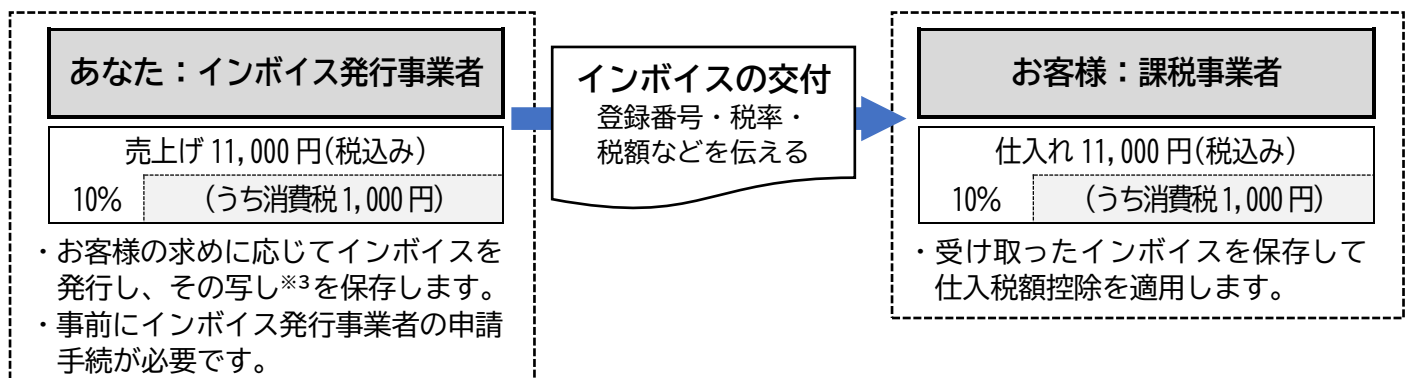 あなた：インボイス発行事業者
売上げ 11,000 円(税込み)
10% (うち消費税 1,000 円)
・お客様の求めに応じてインボイスを
発行し、その写し※3を保存します。
・事前にインボイス発行事業者の申請
手続が必要です。
インボイスの交付
登録番号・税率・
税額などを伝える
お客様：課税事業者
仕入れ 11,000 円(税込み)
10% (うち消費税 1,000 円)
・受け取ったインボイスを保存して
仕入税額控除を適用します。